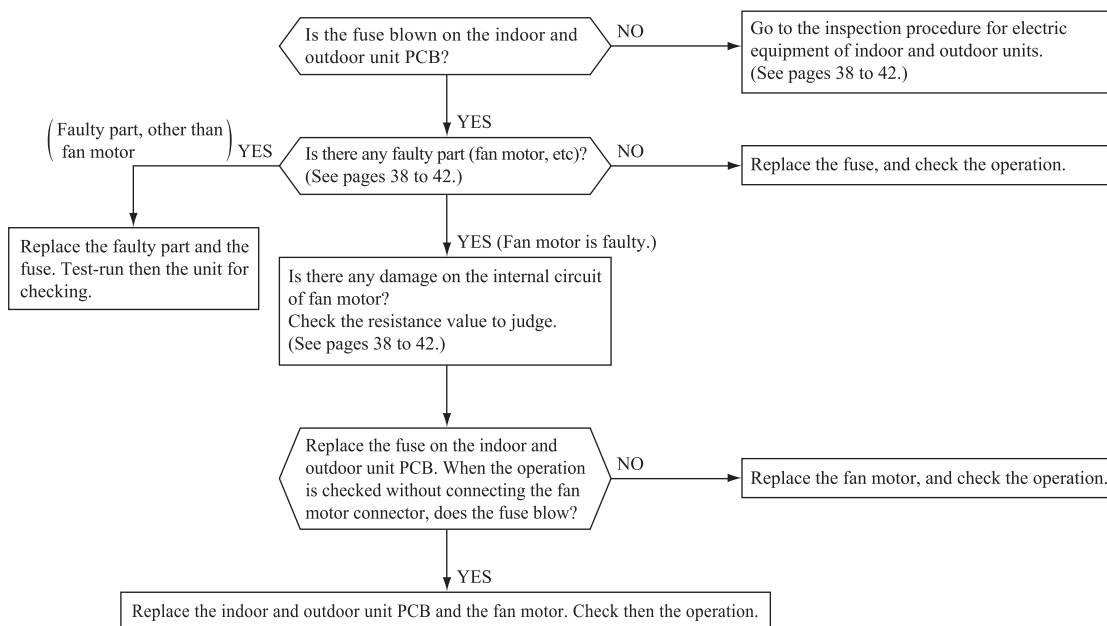 Is the fuse blown on the indoor and
outdoor unit PCB?
NO
Go to the inspection procedure for electric
equipment of indoor and outdoor units.
(See pages 38 to 42.)
YES
(Faulty part, other than
fan motor)
YES
Is there any faulty part (fan motor, etc)?
(See pages 38 to 42.)
NO
Replace the fuse, and check the operation.
Replace the faulty part and the
fuse. Test-run then the unit for
checking.
YES (Fan motor is faulty.)
Is there any damage on the internal circuit
of fan motor?
Check the resistance value to judge.
(See pages 38 to 42.)
Replace the fuse on the indoor and
outdoor unit PCB. When the operation
is checked without connecting the fan
motor connector, does the fuse blow?
NO
Replace the fan motor, and check the operation.
YES
Replace the indoor and outdoor unit PCB and the fan motor. Check then the operation.